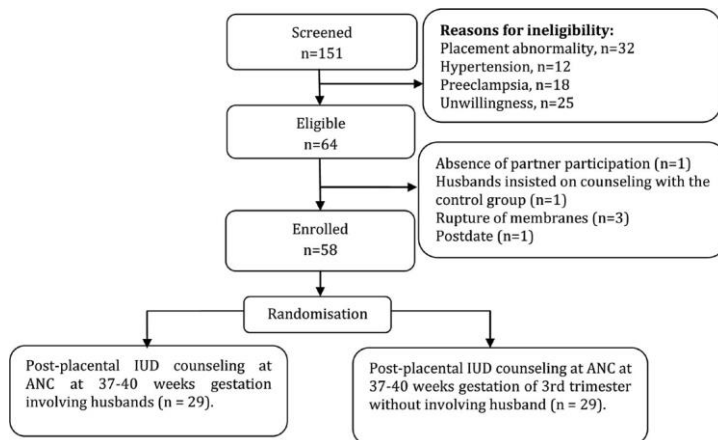 Screened
n=151
Reasons for ineligibility:
Placement abnormality, n=32
Hypertension, n=12
Preeclampsia, n=18
Unwillingness, n=25
Eligible
n=64
Absence of partner participation (n=1)
Husbands insisted on counseling with the
control group (n=1)
Rupture of membranes (n=3)
Postdate (n=1)
Enrolled
n=58
Randomisation
Post-placental IUD counseling at
ANC at 37-40 weeks gestation
involving husbands (n = 29).
Post-placental IUD counseling at ANC at
37-40 weeks gestation of 3rd trimester
without involving husband (n = 29).